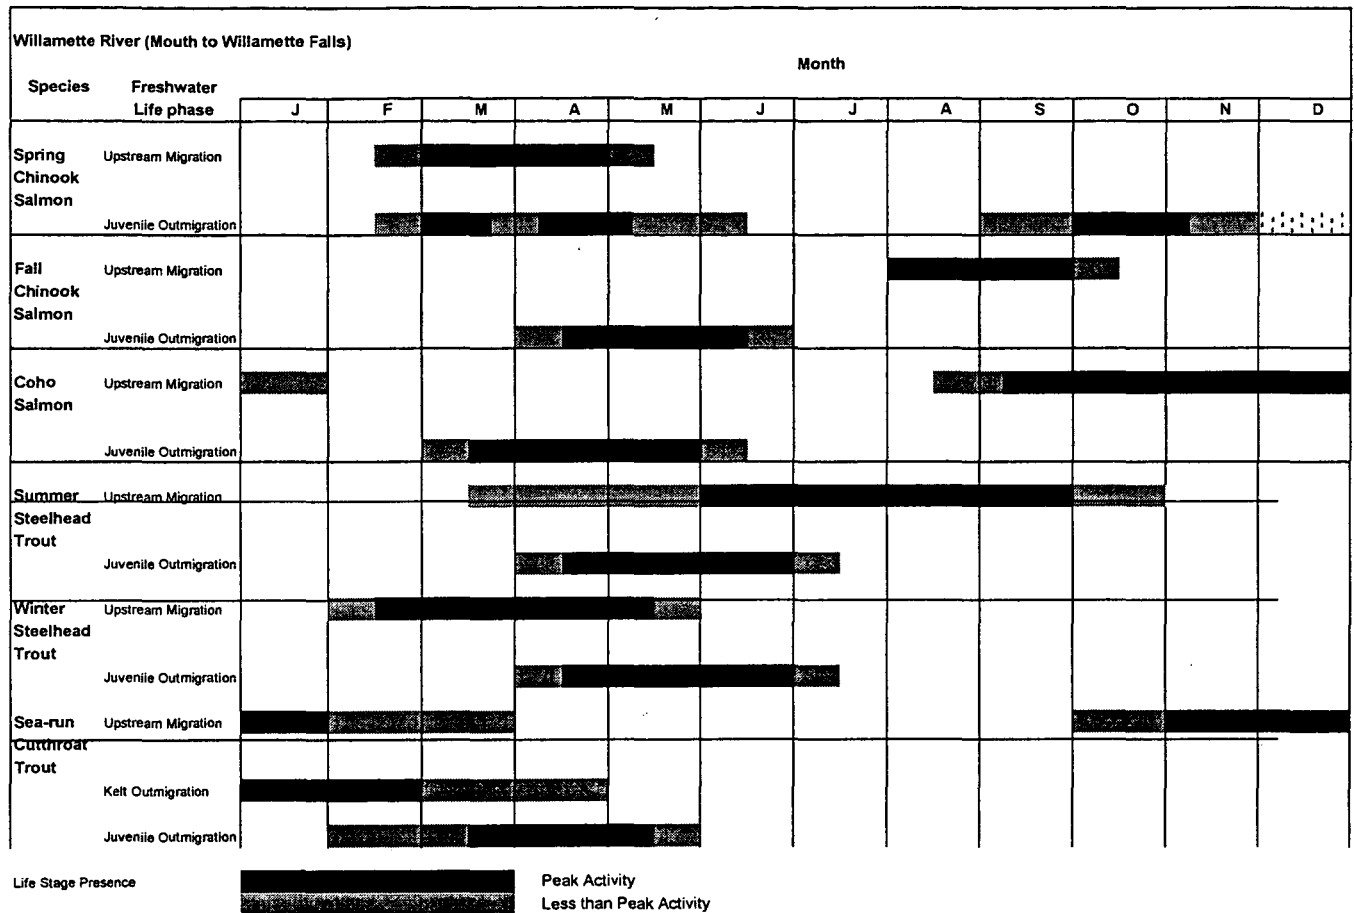 Willamette River (Mouth to Willamette Falls)
Month
Species Freshwater
Life phase J F M A M J J A S O N D
Spring Upstream Migration
Chinook
Salmon
Juvenile Outmigration
Fall Upstream Migration
Chinook
Salmon
Juvenile Outmigration
Coho Upstream Migration
Salmon
Juvenile Outmigration
Summer Upstream Migration
Steelhead
Trout
Juvenile Outmigration
Winter Upstream Migration
Steelhead
Trout
Juvenile Outmigration
Sea-run Upstream Migration
Cutthroat
Trout
Kelt Outmigration
Juvenile Outmigration
Life Stage Presence Peak Activity
Less than Peak Activity